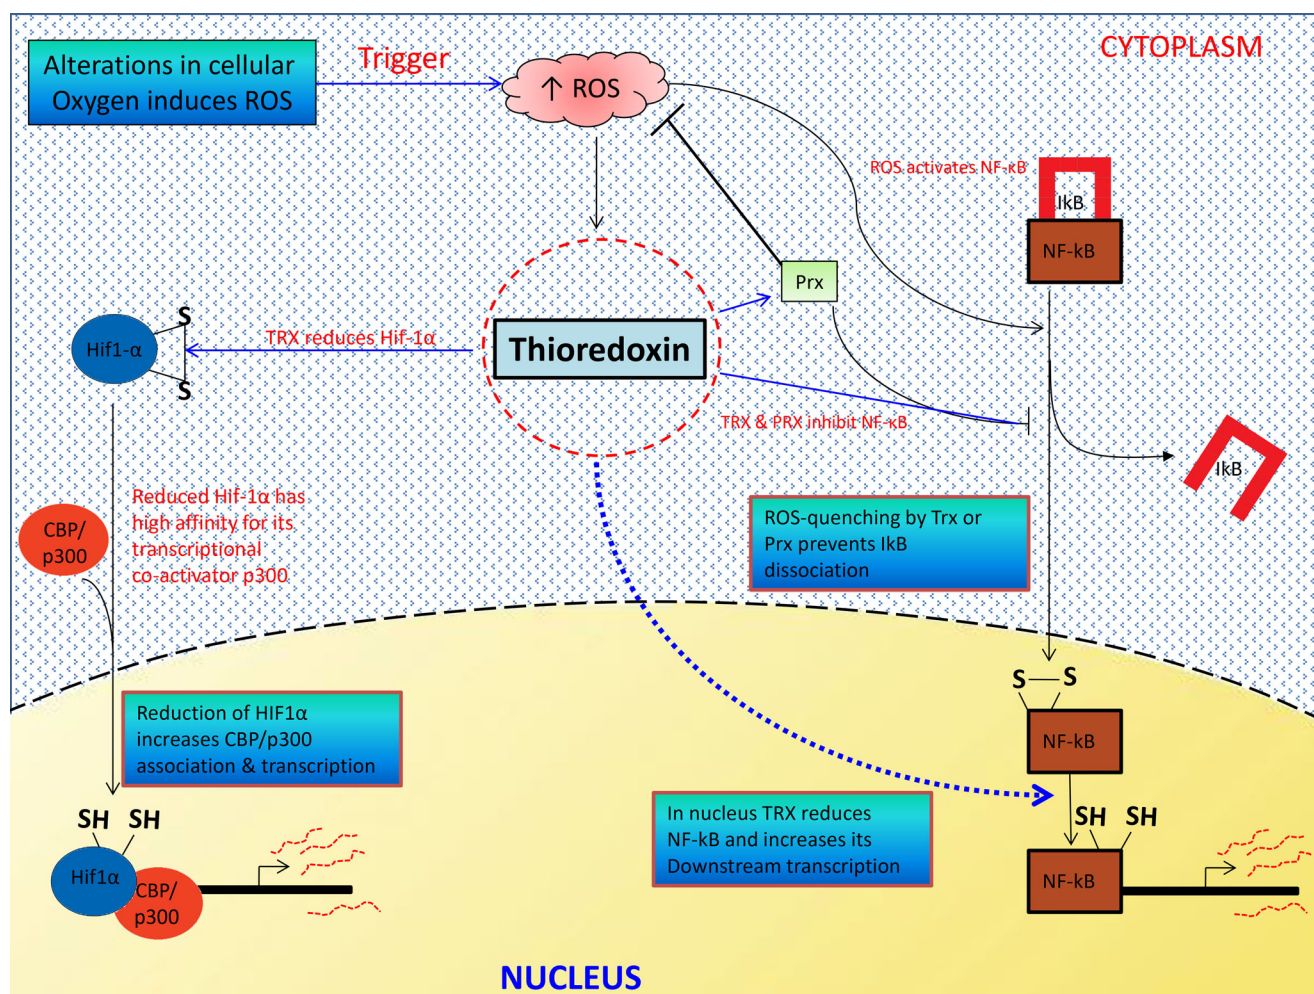 CYTOPLASM
Alterations in cellular
Oxygen induces ROS
Trigger
↑ ROS
ROS activates NF-κB
IkB
NF-kB
Prx
S
Hif1-α
S
TRX reduces Hif-1α
Thioredoxin
TRX & PRX inhibit NF-κB
IkB
Reduced Hif-1α has
high affinity for its
transcriptional
co-activator p300
CBP/
p300
ROS-quenching by Trx or
Prx prevents IkB
dissociation
S S
NF-kB
Reduction of HIF1α
increases CBP/p300
association & transcription
In nucleus TRX reduces
NF-kB and increases its
Downstream transcription
SH SH
Hif1α
CBP/
p300
SH SH
NF-kB
NUCLEUS